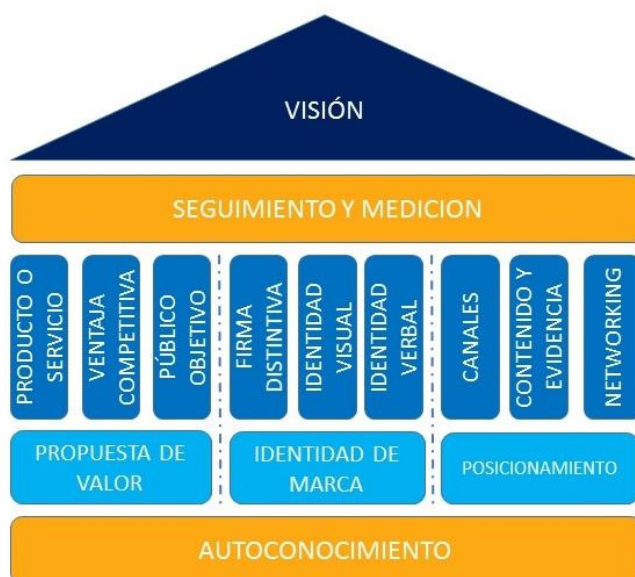 VISIÓN
SEGUIMIENTO Y MEDICION
PRODUCTO O
SERVICIO
VENTAJA
COMPETITIVA
PÚBLICO
OBJETIVO
FIRMA
DISTINTIVA
IDENTIDAD
VISUAL
IDENTIDAD
VERBAL
CANALES
CONTENIDO Y
EVIDENCIA
NETWORKING
PROPUESTA DE
VALOR
IDENTIDAD DE
MARCA
POSICIONAMIENTO
AUTOCONOCIMIENTO